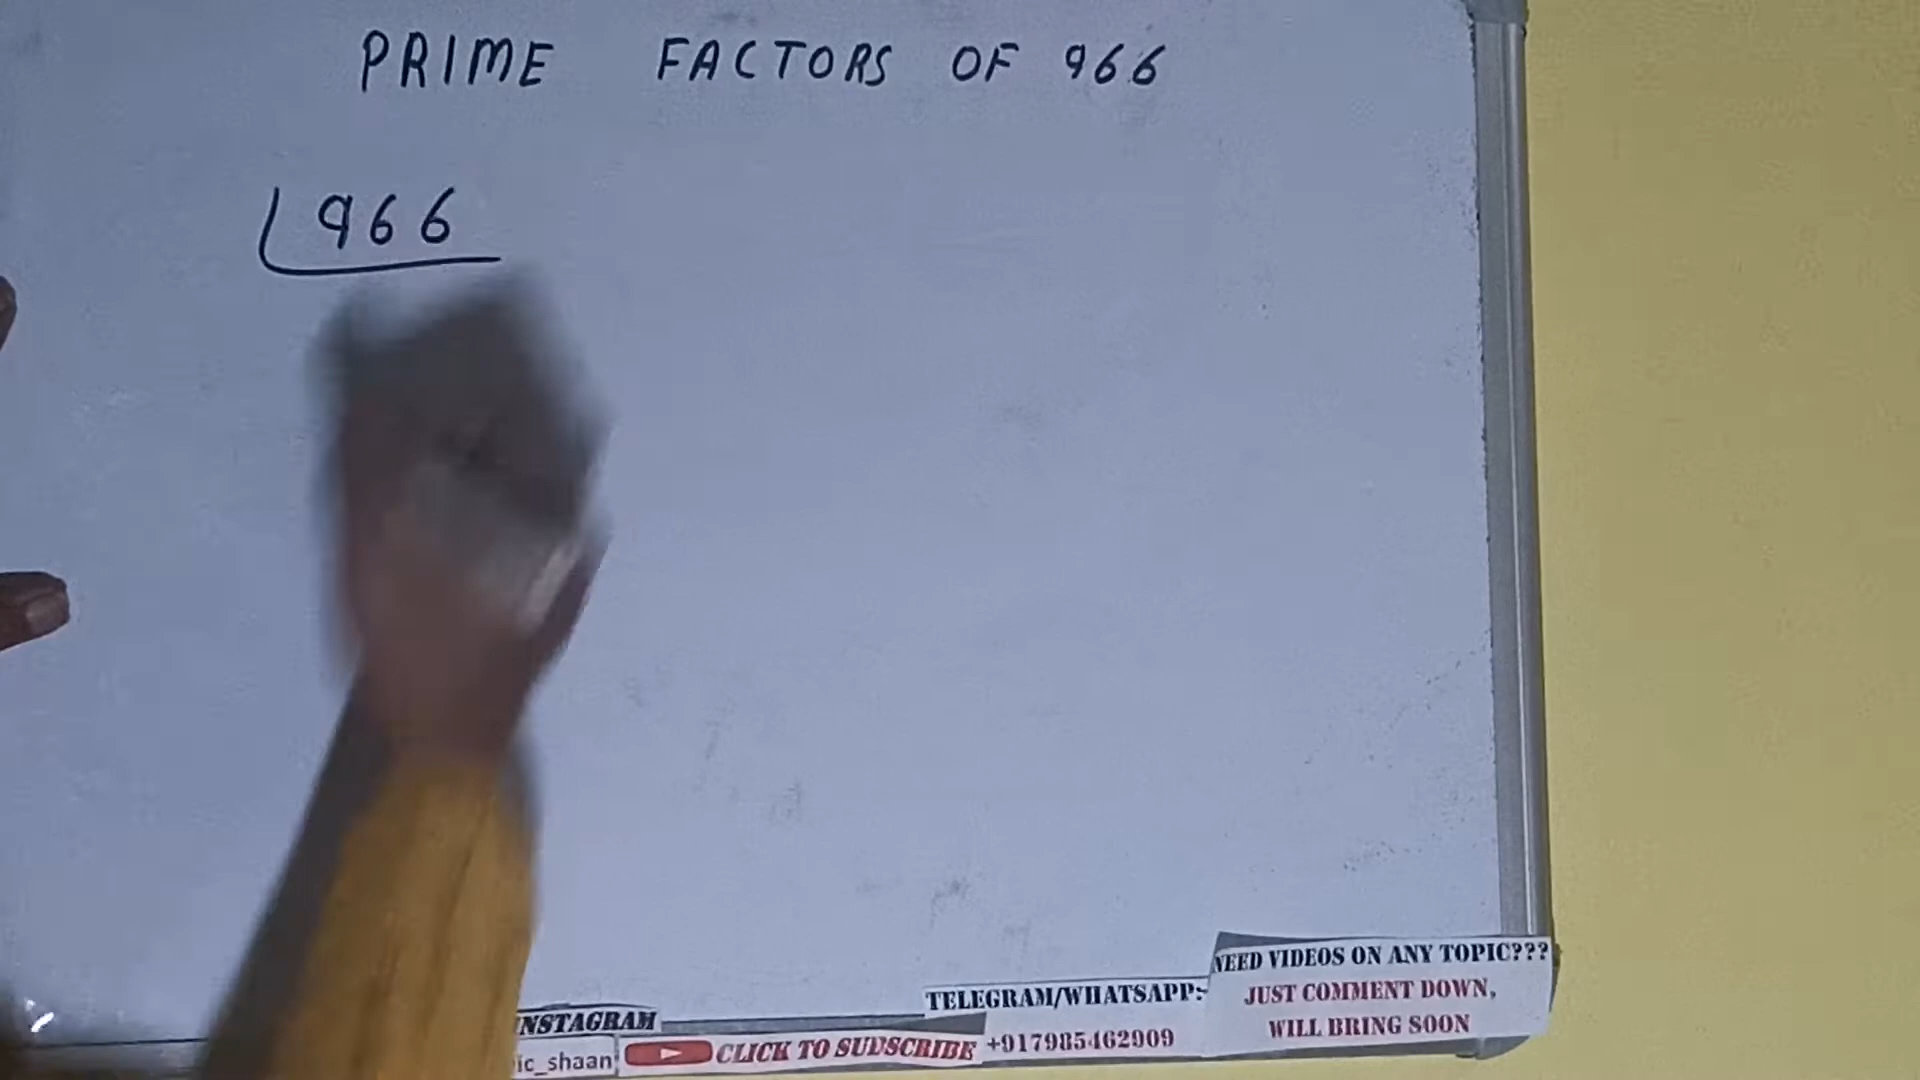 PRIME FACTORS OF 966
966
NEED VIDEOS ON ANY TOPIC???
JUST COMMENT DOWN,
WILL BRING SOON
TELEGRAM/WHATSAPP:-
+917985462909
INSTAGRAM
ic_shaan
CLICK TO SUBSCRIBE